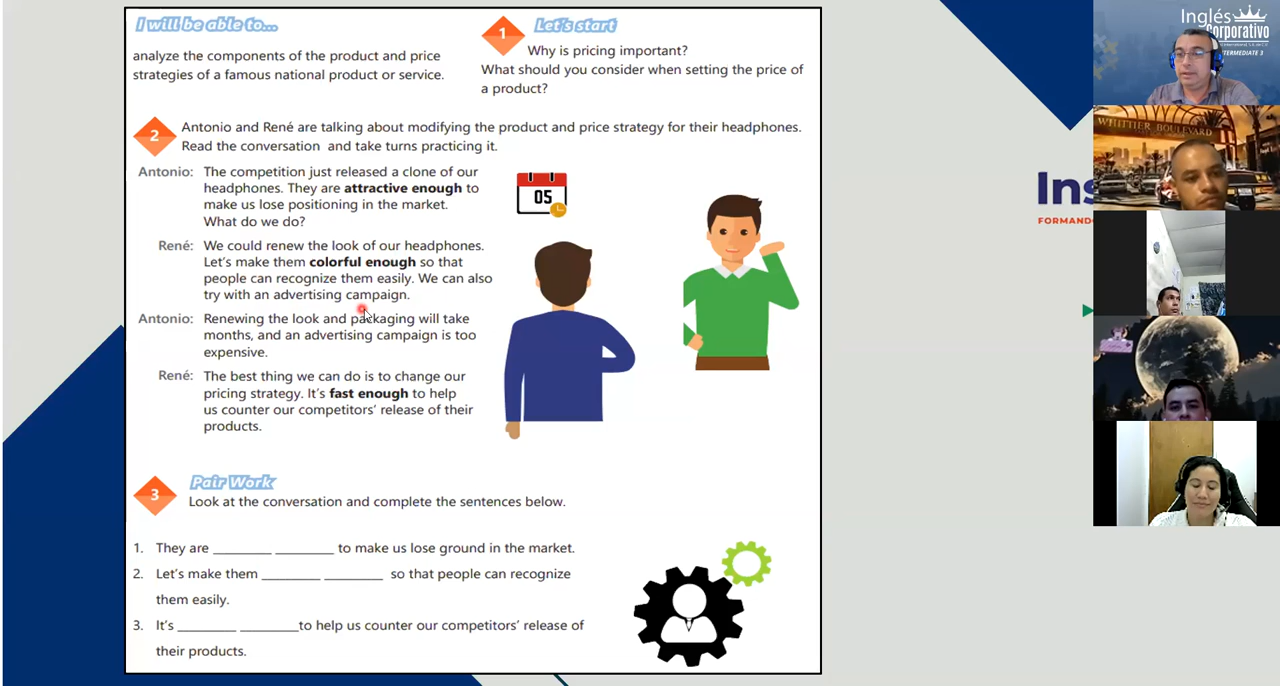 I will be able to...
analyze the components of the product and price
strategies of a famous national product or service.
1
Let's start
Why is pricing important?
What should you consider when setting the price of
a product?
2
Antonio and René are talking about modifying the product and price strategy for their headphones.
Read the conversation and take turns practicing it.
Antonio: The competition just released a clone of our
headphones. They are attractive enough to
make us lose positioning in the market.
What do we do?
René: We could renew the look of our headphones.
Let's make them colorful enough so that
people can recognize them easily. We can also
try with an advertising campaign.
Antonio: Renewing the look and packaging will take
months, and an advertising campaign is too
expensive.
René: The best thing we can do is to change our
pricing strategy. It's fast enough to help
us counter our competitors' release of their
products.
05
3
Pair Work
Look at the conversation and complete the sentences below.
1. They are ________ ________ to make us lose ground in the market.
2. Let's make them ________ ________ so that people can recognize
them easily.
3. It's ________ ________to help us counter our competitors' release of
their products.
Ins
FORMAND
Inglés
Corporativo
TERMEDIATE 3
WHITHER BOULEVARD